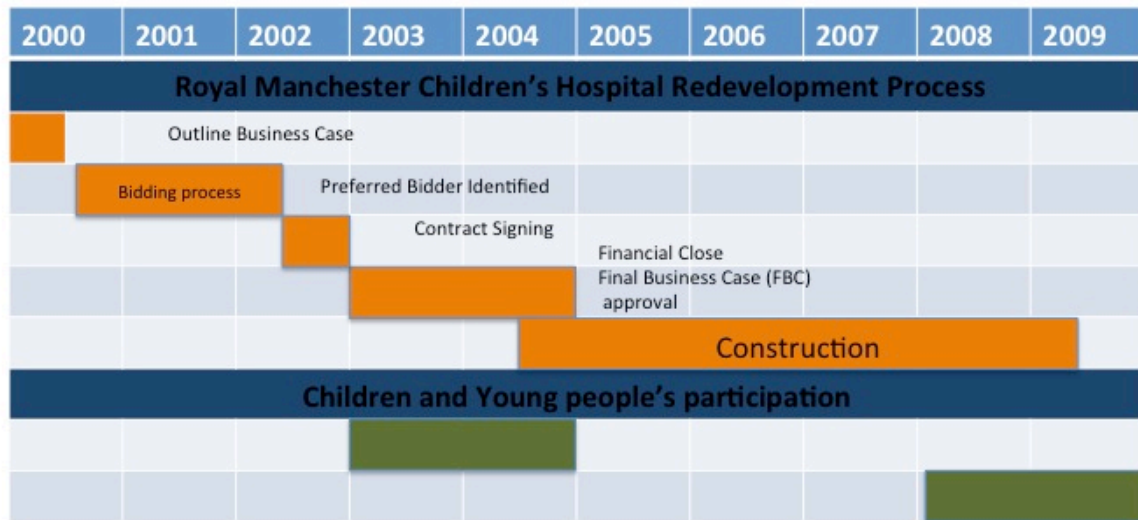 2000 2001 2002 2003 2004 2005 2006 2007 2008 2009
Royal Manchester Children's Hospital Redevelopment Process
Outline Business Case
Bidding process Preferred Bidder Identified
Contract Signing
Financial Close
Final Business Case (FBC)
approval
Construction
Children and Young people's participation